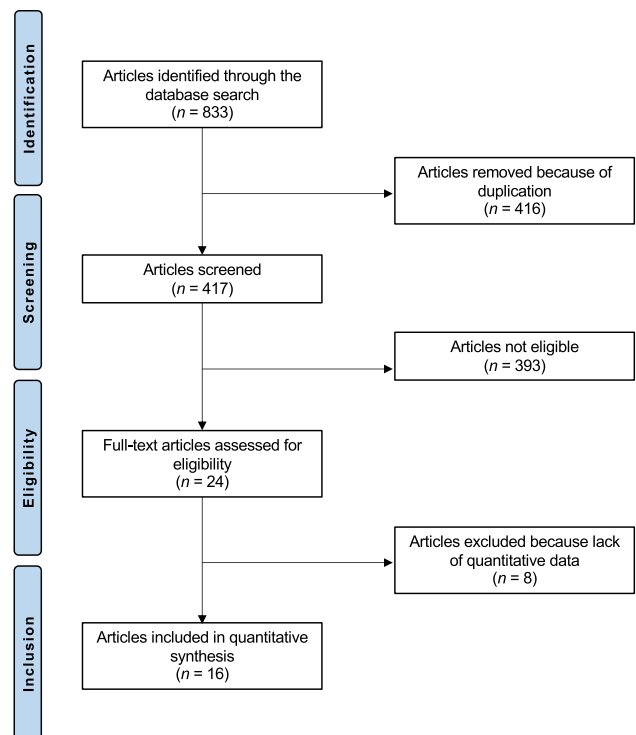 Identification
Articles identified through the
database search
(n = 833)
Articles removed because of
duplication
(n = 416)
Screening
Articles screened
(n = 417)
Articles not eligible
(n = 393)
Eligibility
Full-text articles assessed for
eligibility
(n = 24)
Articles excluded because lack
of quantitative data
(n = 8)
Inclusion
Articles included in quantitative
synthesis
(n = 16)